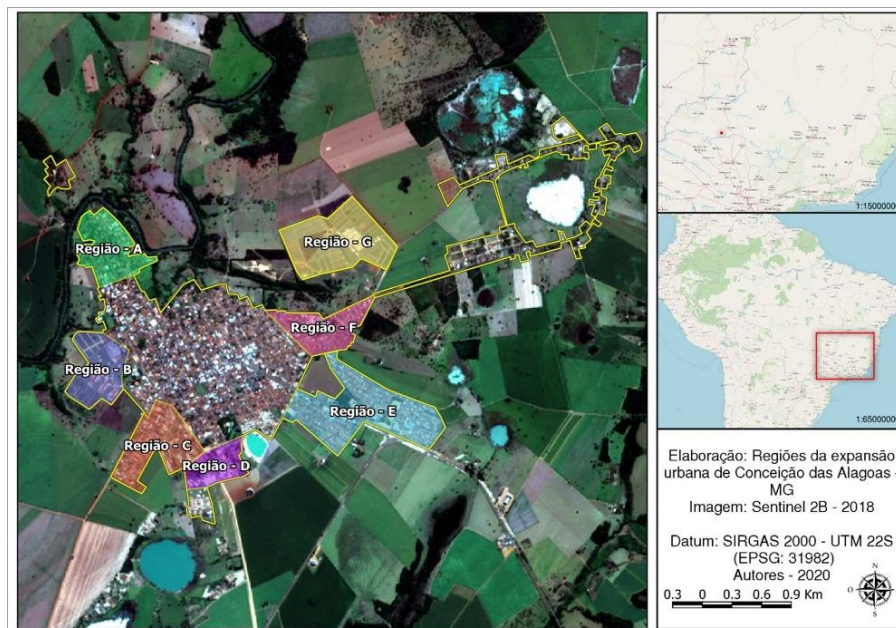 Região - A
Região - G
Região - F
Região - B
Região - E
Região - C
Região - D
1:1500000
1:6500000
Elaboração: Regiões da expansão
urbana de Conceição das Alagoas -
MG
Imagem: Sentinel 2B - 2018
Datum: SIRGAS 2000 - UTM 22S
(EPSG: 31982)
Autores - 2020
0.3 0 0.3 0.6 0.9 Km
N
O E
S